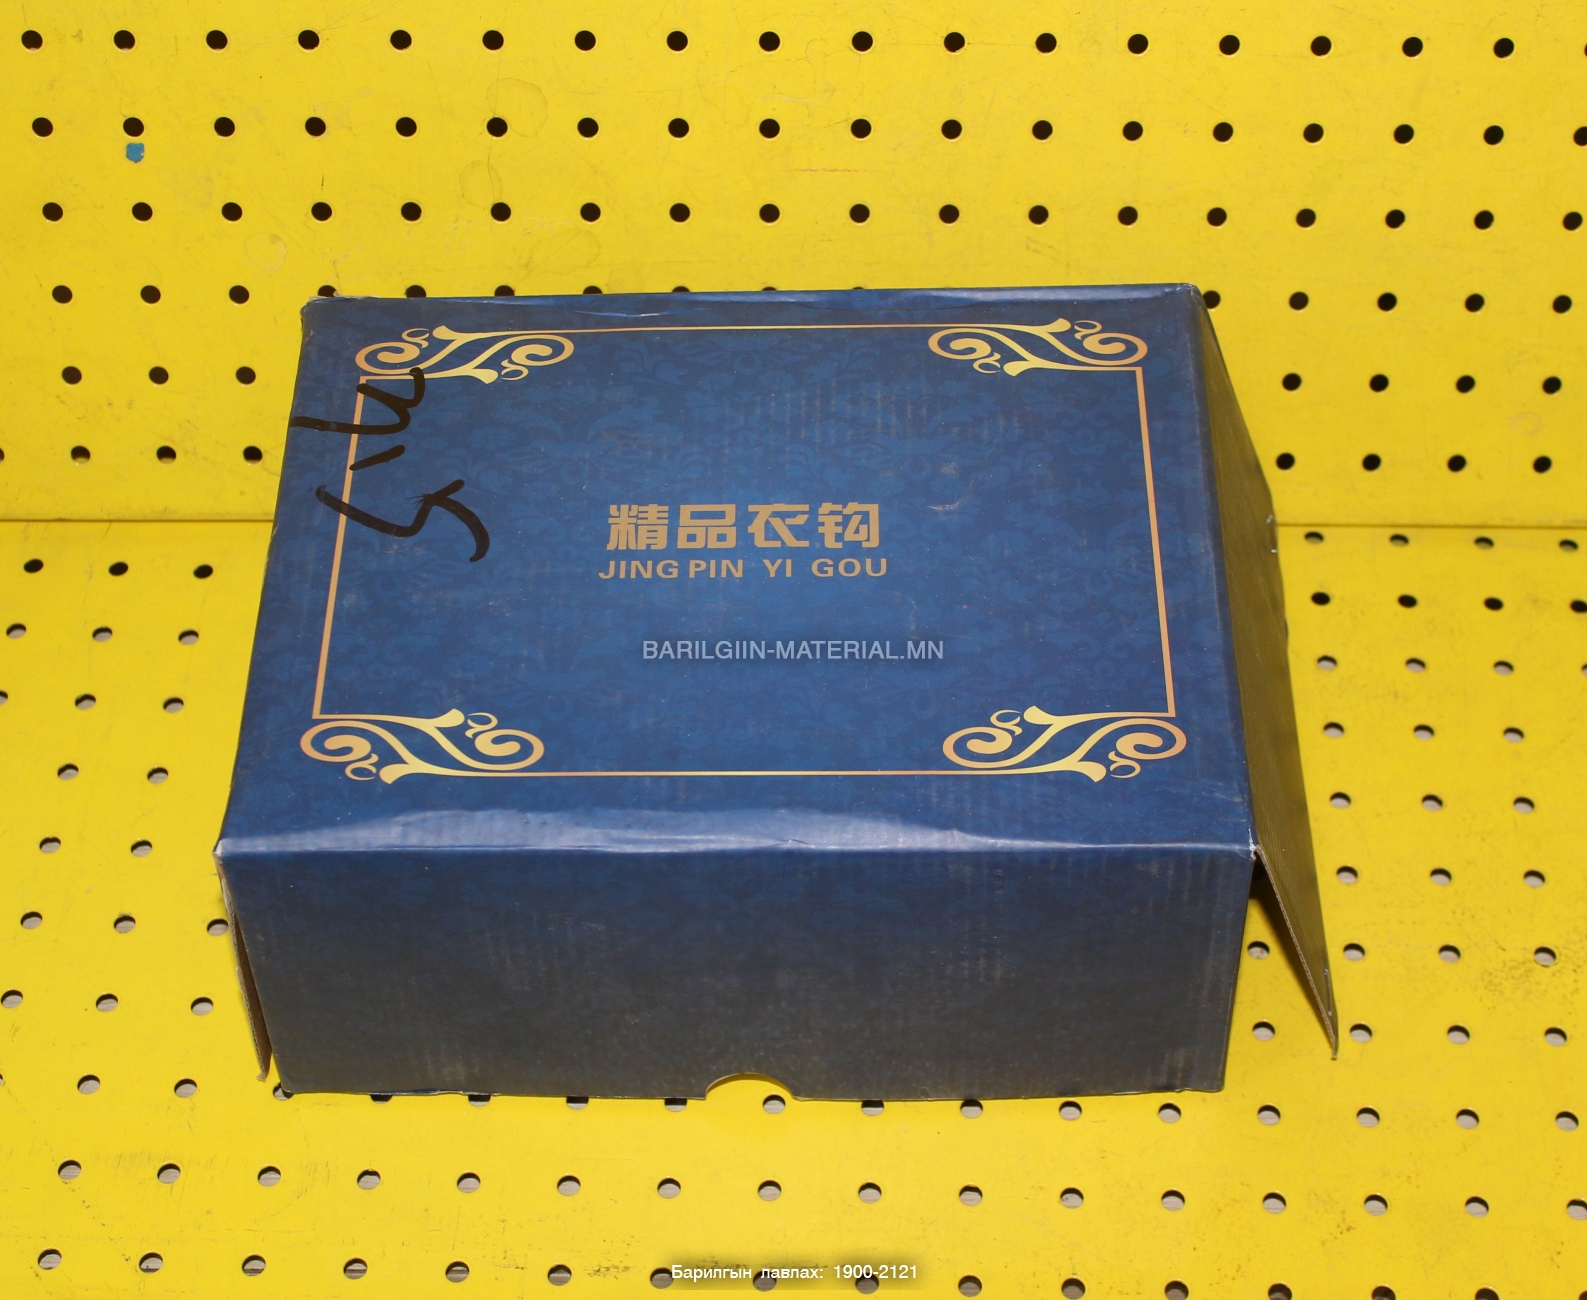 精品衣钩
JING PIN YI GOU
BARILGIIN-MATERIAL.MN
Барилгын лавлах: 1900-2121